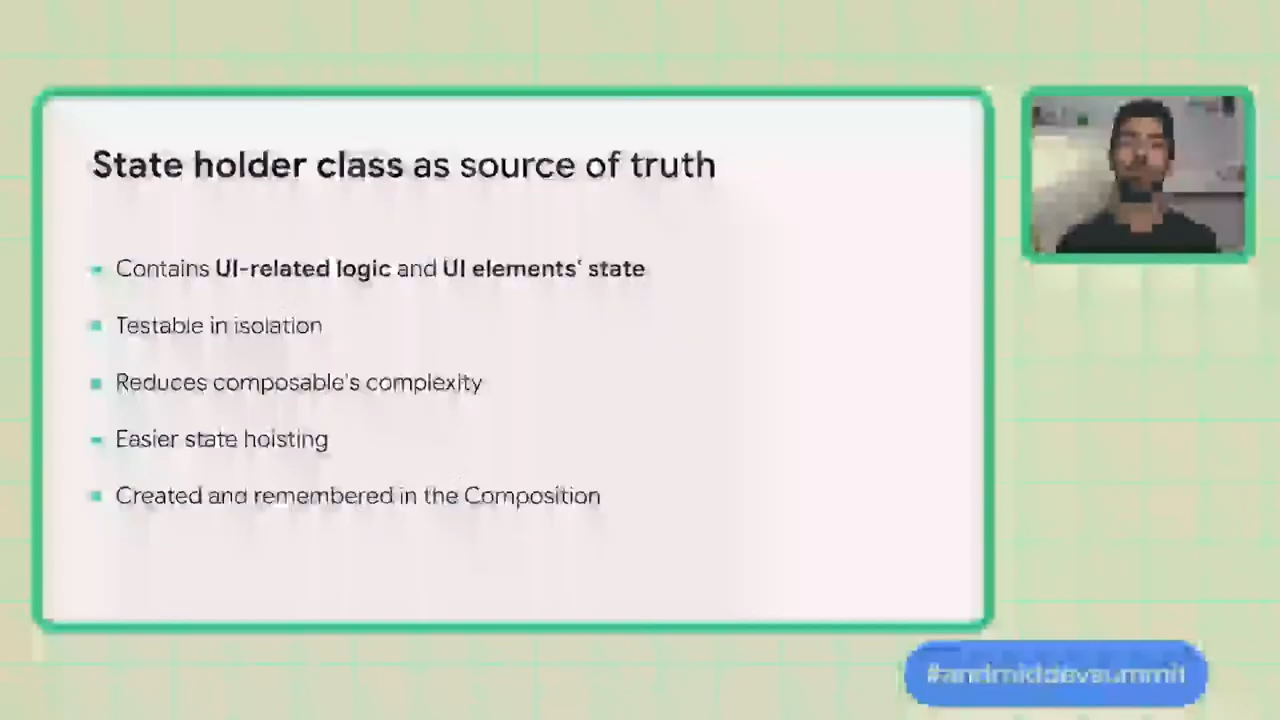 State holder class as source of truth
Contains UI-related logic and UI elements' state
Testable in isolation
Reduces composable's complexity
Easier state hoisting
Created and remembered in the Composition
#androiddevsummit